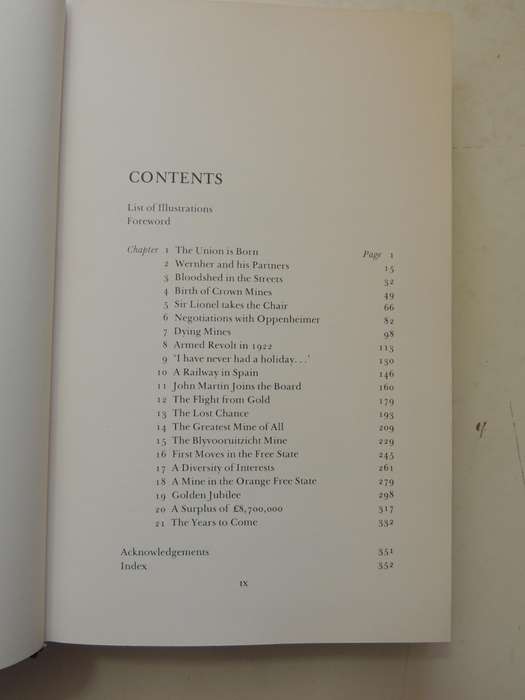 CONTENTS
List of Illustrations
Foreword
Chapter 1 The Union is Born Page 1
2 Wernher and his Partners 15
3 Bloodshed in the Streets 32
4 Birth of Crown Mines 49
5 Sir Lionel takes the Chair 66
6 Negotiations with Oppenheimer 82
7 Dying Mines 98
8 Armed Revolt in 1922 113
9 'I have never had a holiday...' 130
10 A Railway in Spain 146
11 John Martin Joins the Board 160
12 The Flight from Gold 179
13 The Lost Chance 193
14 The Greatest Mine of All 209
15 The Blyvooruitzicht Mine 229
16 First Moves in the Free State 245
17 A Diversity of Interests 261
18 A Mine in the Orange Free State 279
19 Golden Jubilee 298
20 A Surplus of £8,700,000 317
21 The Years to Come 332
Acknowledgements 351
Index 352
IX